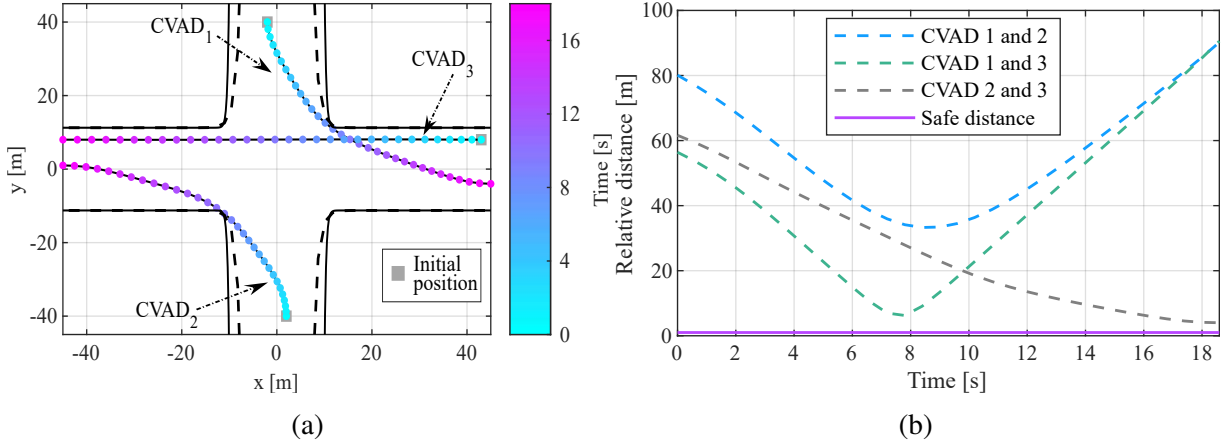 40
20
0
-20
-40
y [m]
-40
-20
0
20
40
x [m]
CVAD1
CVAD3
CVAD2
Initial
position
16
12
8
4
0
Time [s]
(a)
100
80
60
40
20
0
Relative distance [m]
CVAD 1 and 2
CVAD 1 and 3
CVAD 2 and 3
Safe distance
0
2
4
6
8
10
12
14
16
18
Time [s]
(b)